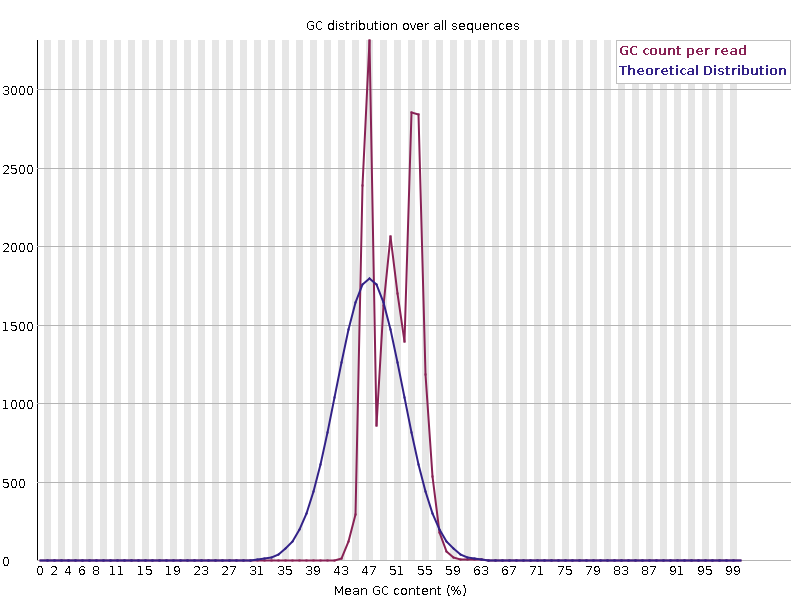 GC distribution over all sequences
GC count per read
Theoretical Distribution
3000
2500
2000
1500
1000
500
0
0 2 4 6 8 11 15 19 23 27 31 35 39 43 47 51 55 59 63 67 71 75 79 83 87 91 95 99
Mean GC content (%)